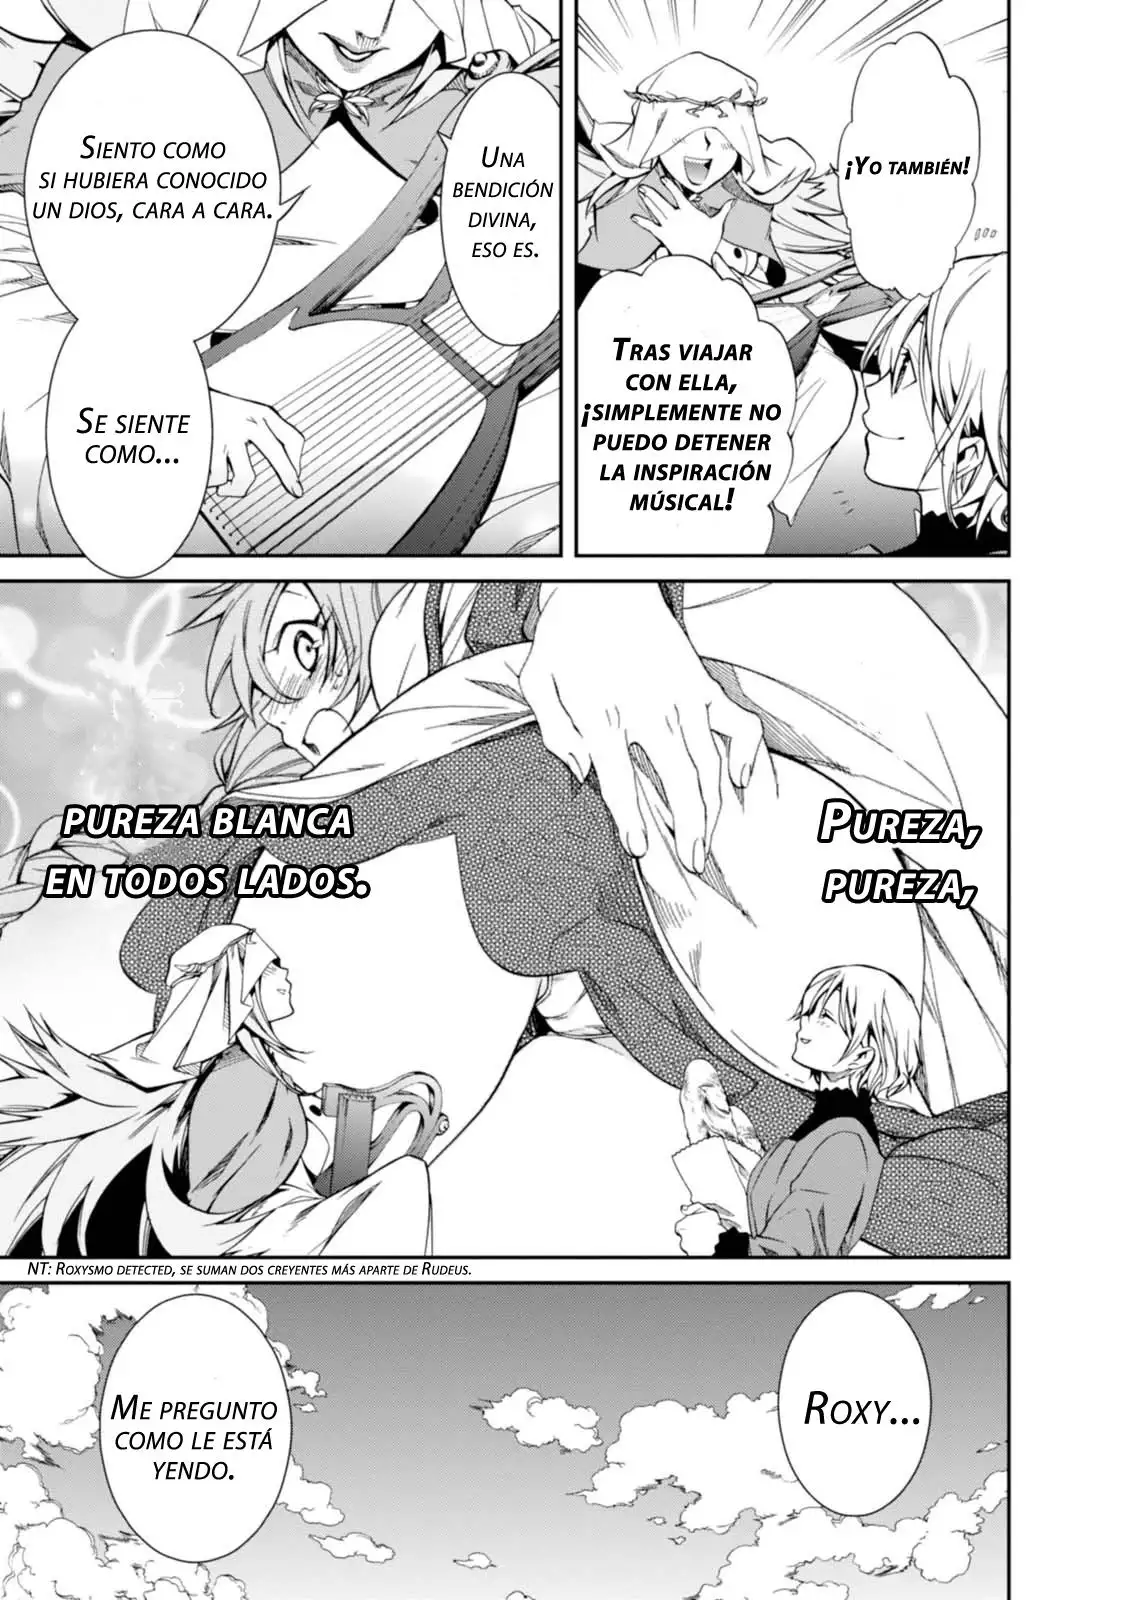 ¡Yo también!
Tras viajar
con ella,
¡simplemente no
puedo detener
la inspiración
músical!
Una
bendición
divina,
eso es.
Siento como
si hubiera conocido
un dios, cara a cara.
Se siente
como...
Pureza,
pureza,
pureza blanca
en todos lados.
NT: Roxysmo detected, se suman dos creyentes más aparte de Rudeus.
Roxy...
Me pregunto
como le está
yendo.